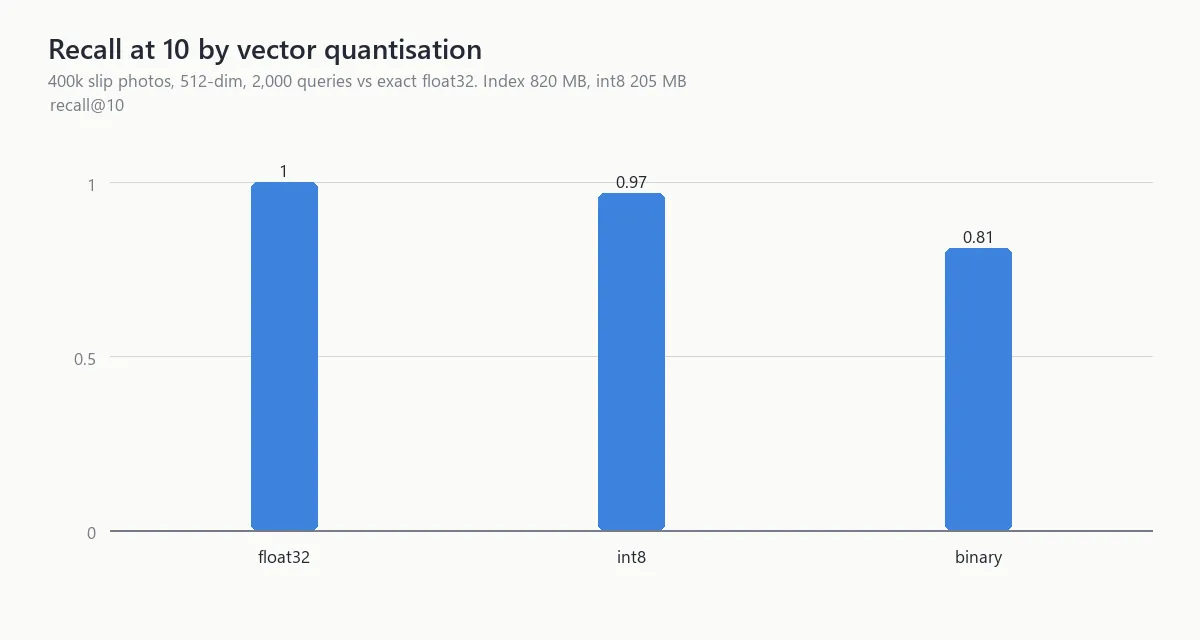 Recall at 10 by vector quantisation
400k slip photos, 512-dim, 2,000 queries vs exact float32. Index 820 MB, int8 205 MB
recall@10
1
0.97
0.81
1
0.5
0
float32
int8
binary